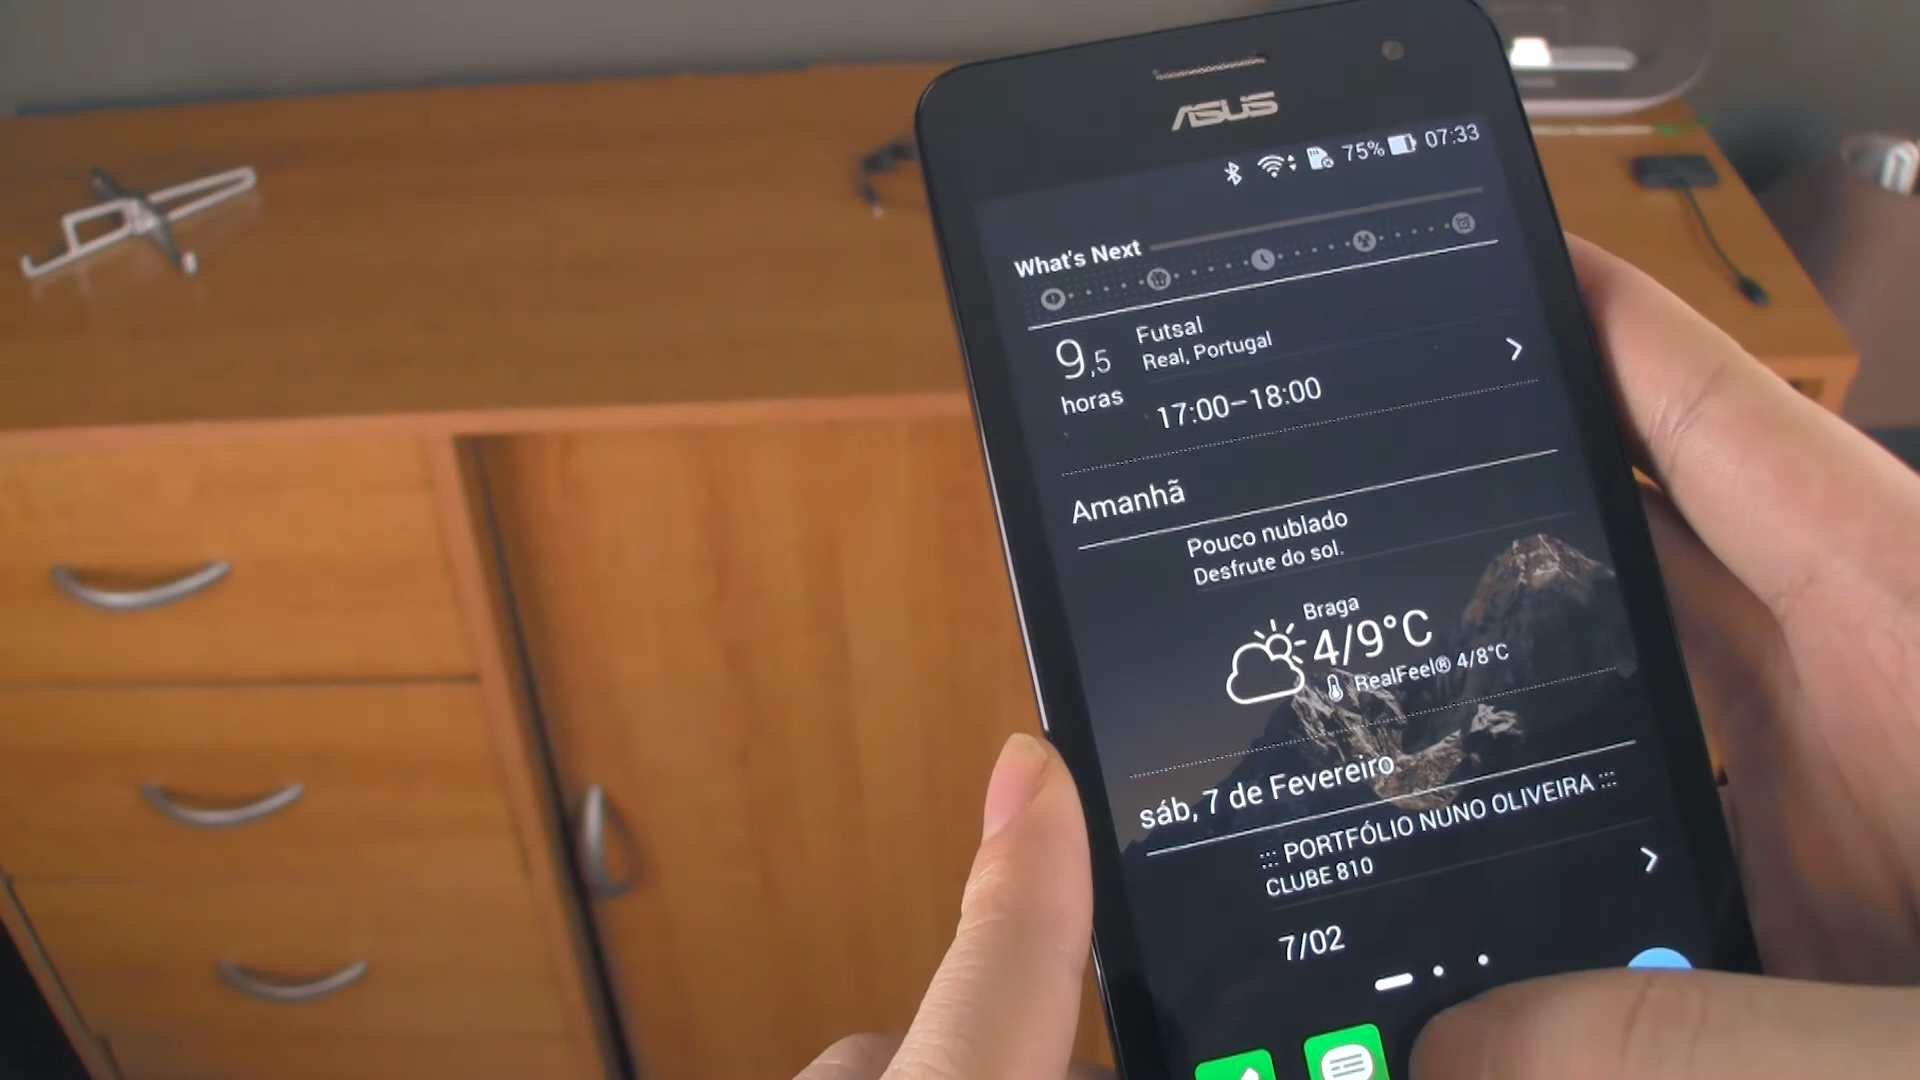 ASUS
75% 07:33
What's Next
9,5
horas
Futsal
Real, Portugal
17:00–18:00
Amanhã
Pouco nublado
Desfrute do sol.
Braga
4/9°C
RealFeel® 4/8°C
sáb, 7 de Fevereiro
::: PORTFÓLIO NUNO OLIVEIRA :::
CLUBE 810
7/02